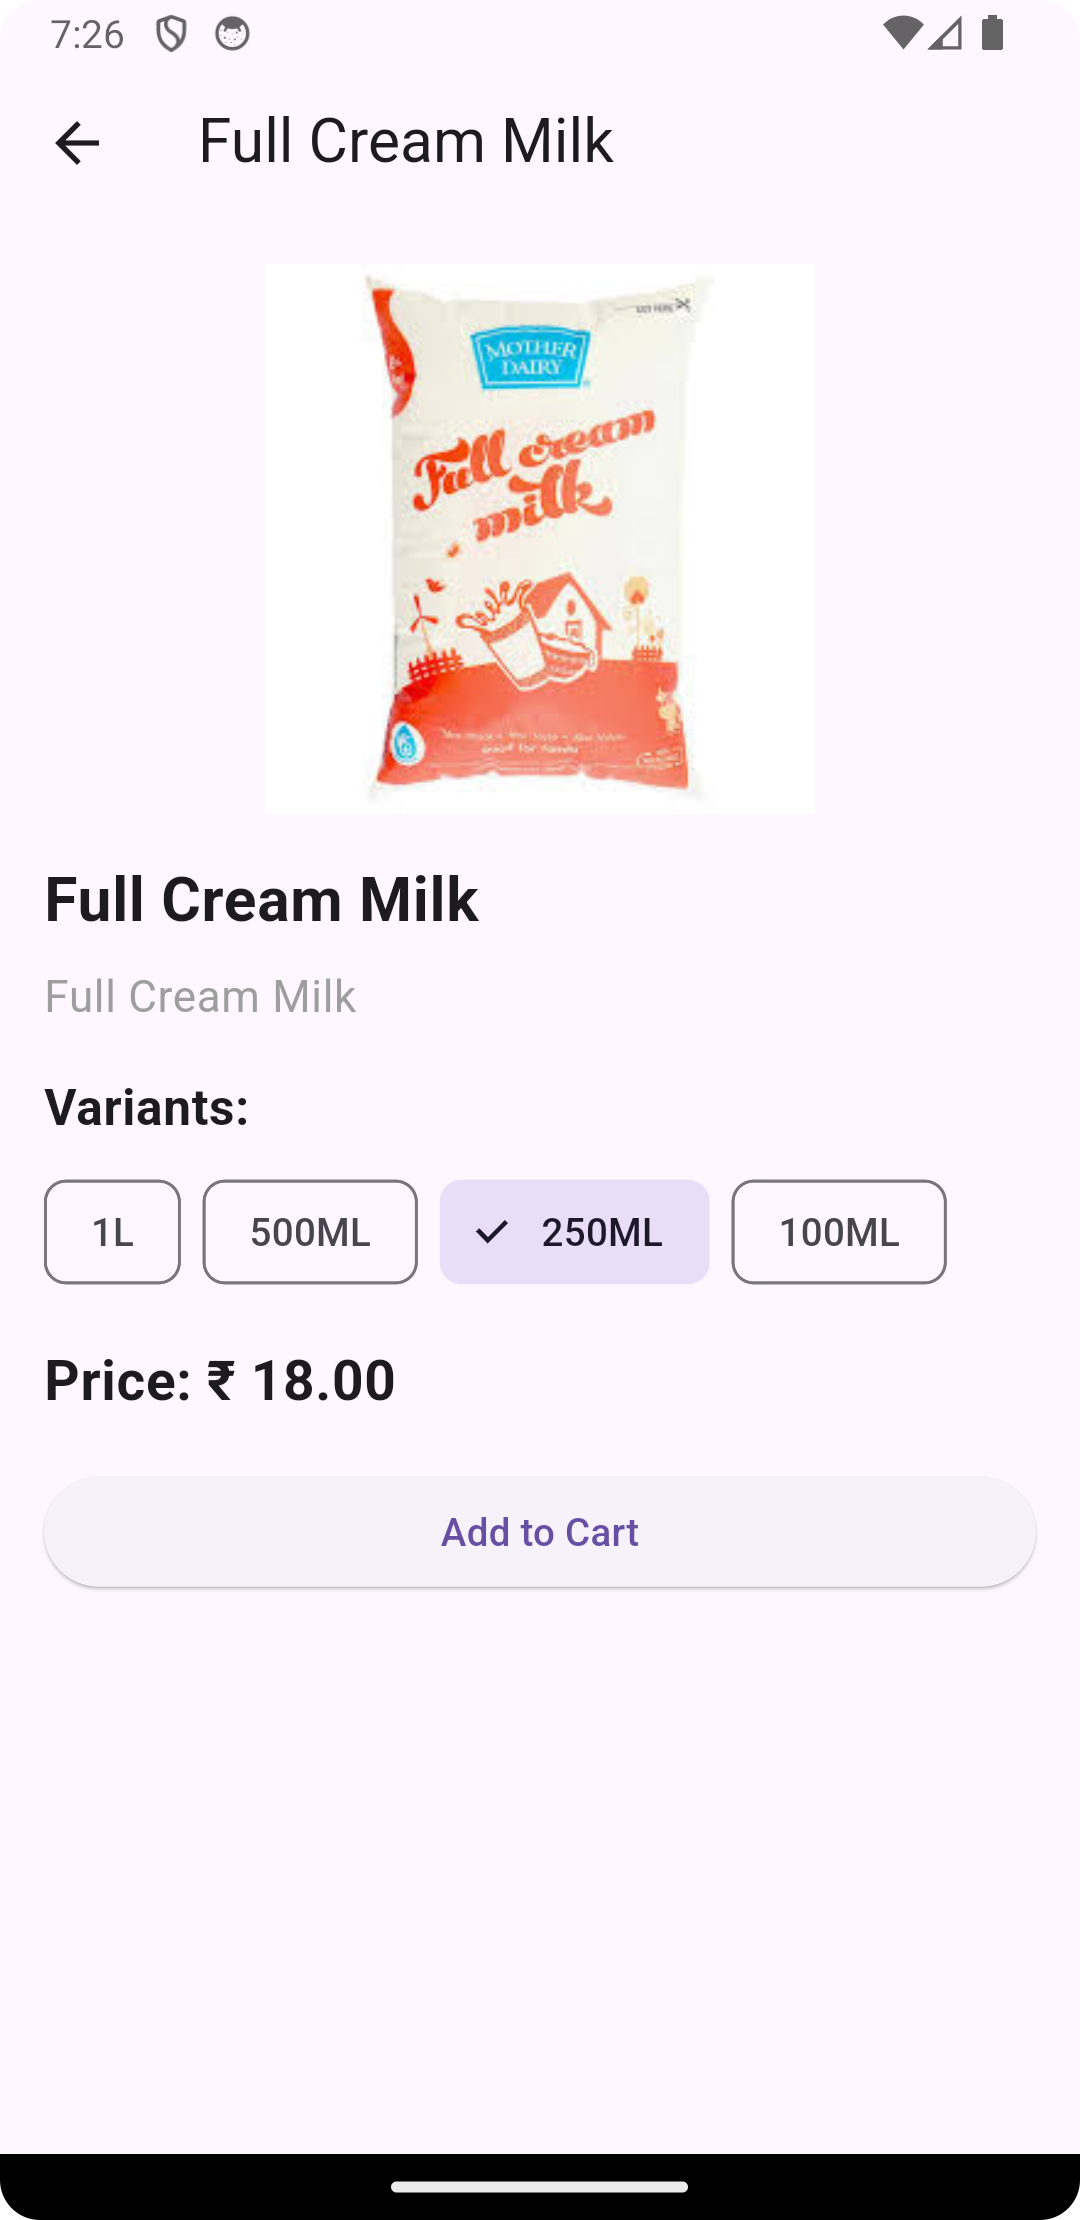 7:26
Full Cream Milk
MOTHER
DAIRY
Full cream
milk
Full Cream Milk
Full Cream Milk
Variants:
1L
500ML
250ML
100ML
Price: ₹ 18.00
Add to Cart